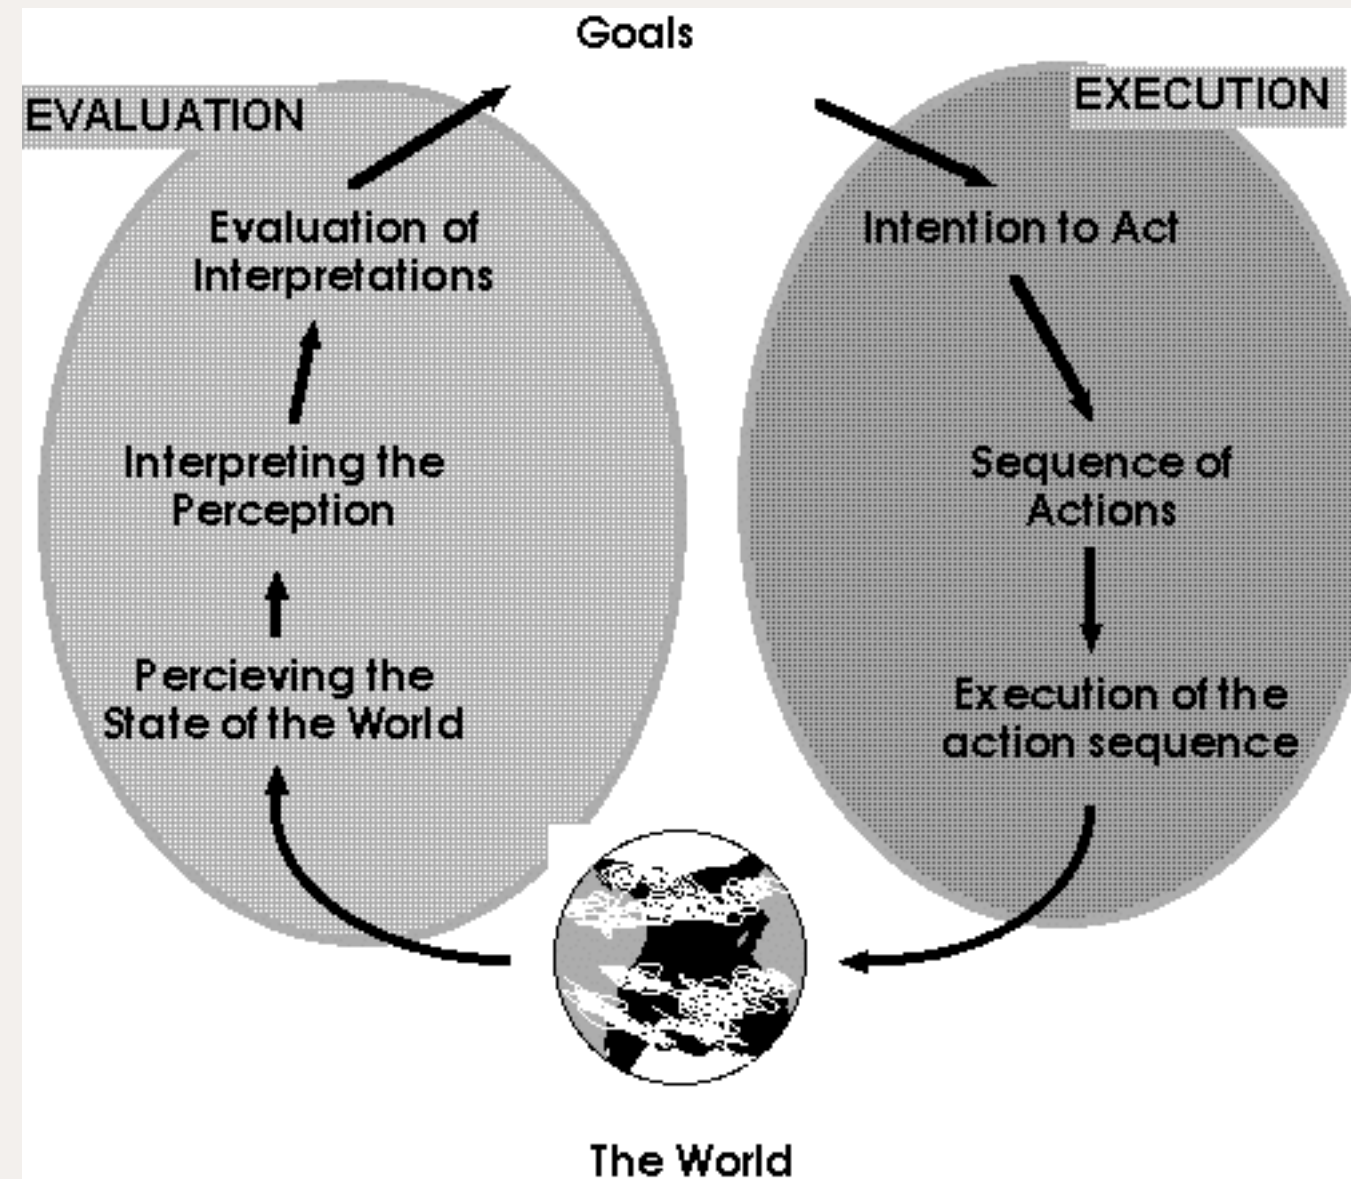 Goals
EVALUATION
EXECUTION
Evaluation of
Interpretations
Intention to Act
Interpreting the
Perception
Sequence of
Actions
Percieving the
State of the World
Execution of the
action sequence
The World